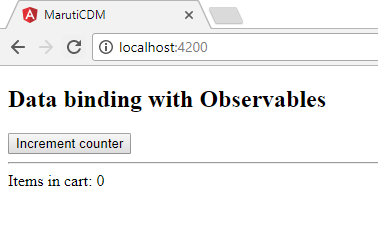 MarutiCDM
localhost:4200
Data binding with Observables
Increment counter
Items in cart: 0